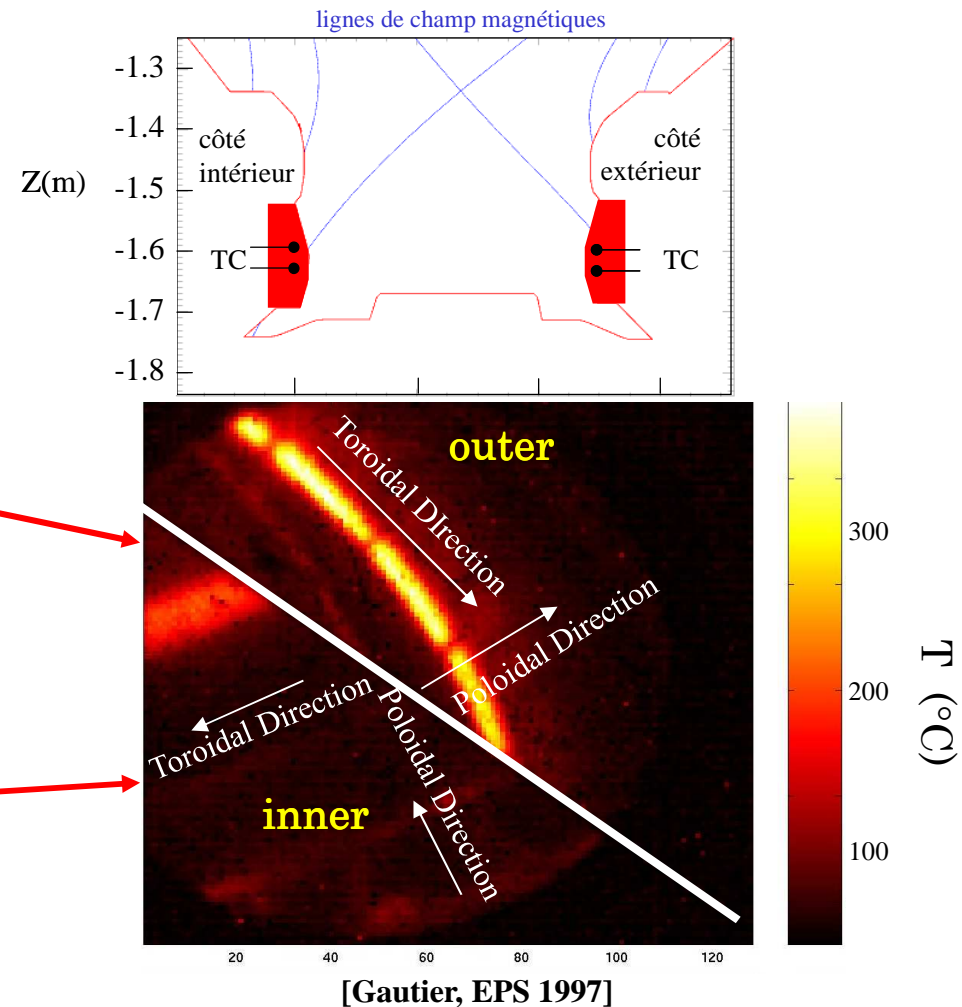 lignes de champ magnétiques
-1.3
-1.4
-1.5
-1.6
-1.7
-1.8
Z(m)
côté
intérieur
côté
extérieur
TC
TC
outer
Toroidal DIrection
Poloidal Direction
Toroidal Direction
Poloidal Direction
inner
300
200
100
T (°C)
20
40
60
80
100
120
[Gautier, EPS 1997]